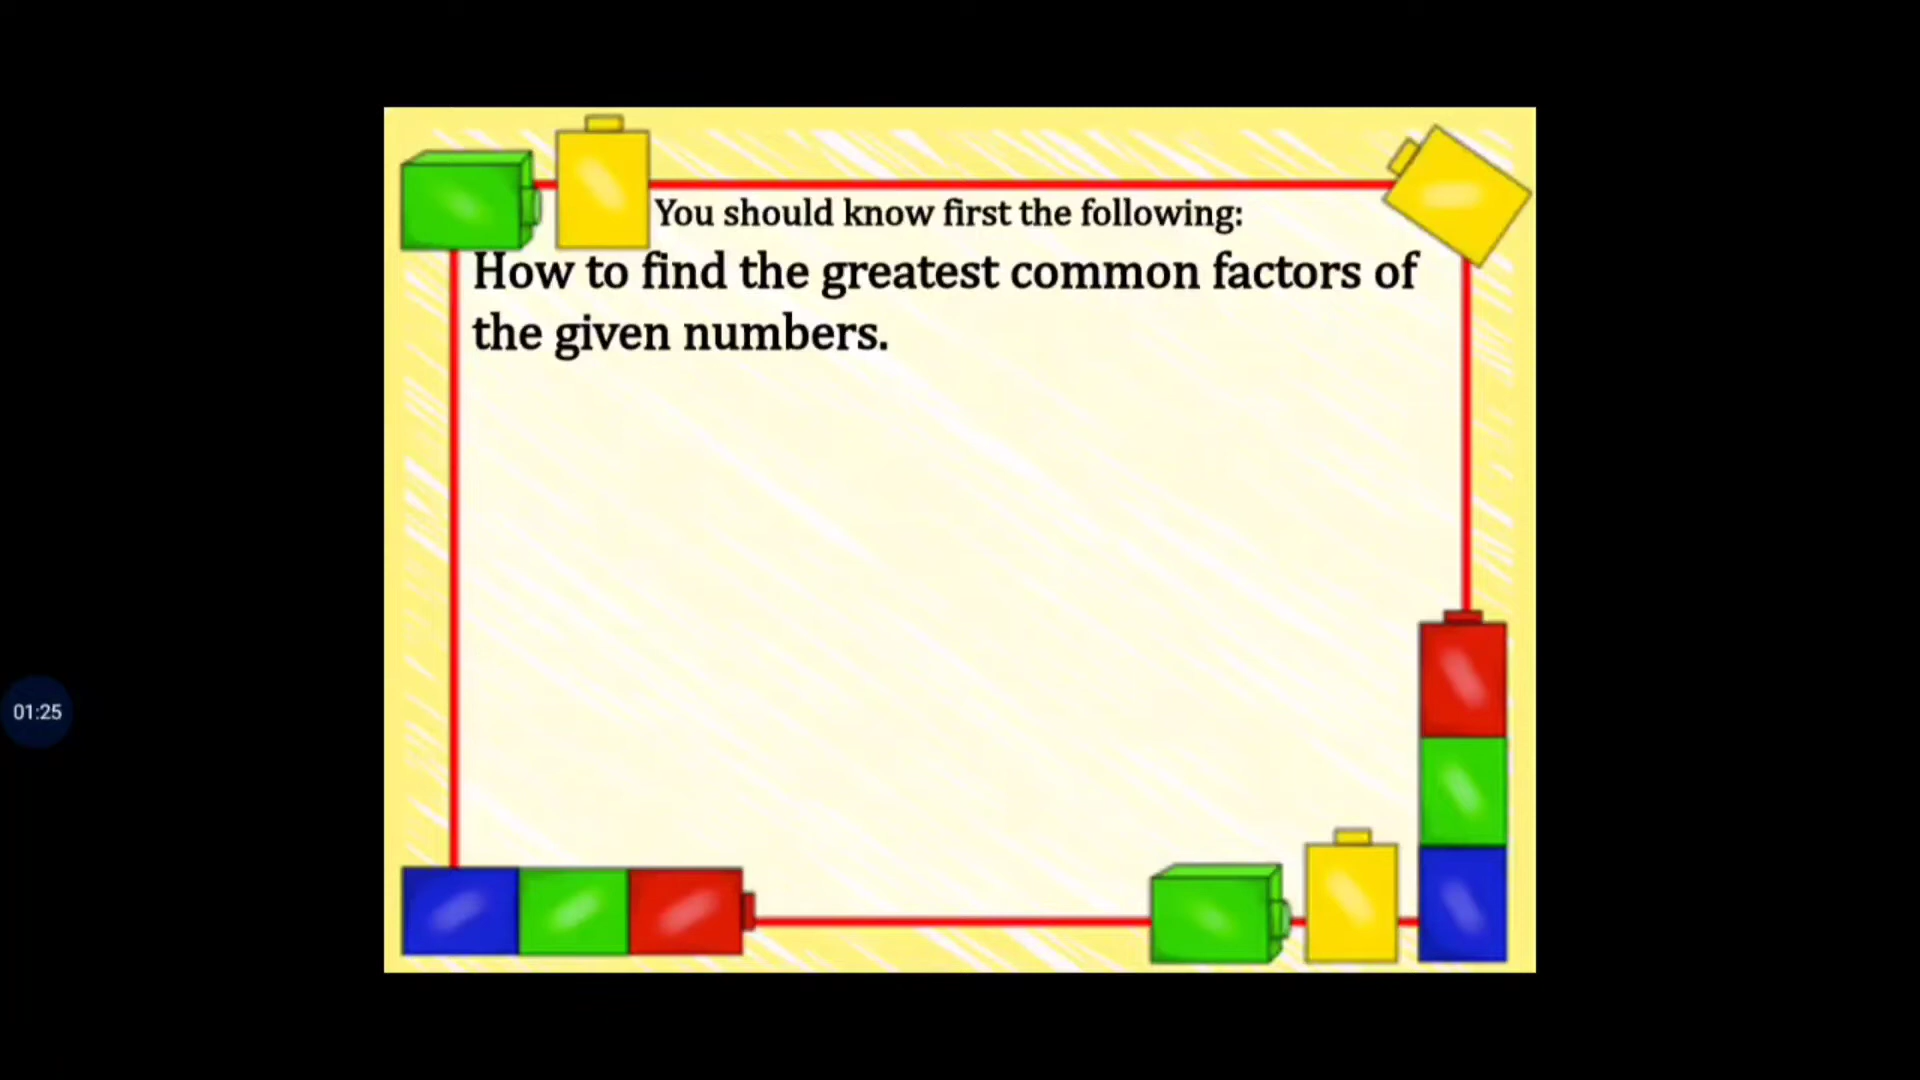 You should know first the following:
How to find the greatest common factors of
the given numbers.
01:25